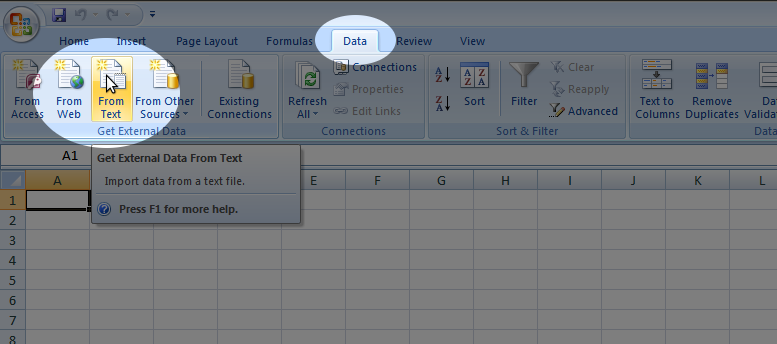 Home Insert Page Layout Formulas Data Review View
From Access
From Web
From Text
From Other Sources
Existing Connections
Get External Data
Refresh All
Connections
Properties
Edit Links
Connections
A Z
Z A
A Z Z A
Sort
Filter
Clear
Reapply
Advanced
Sort & Filter
Text to Columns
Remove Duplicates
Da
Valida
Data
A1
Get External Data From Text
Import data from a text file.
Press F1 for more help.
A E F G H I J K L
1
2
3
4
5
6
7
8